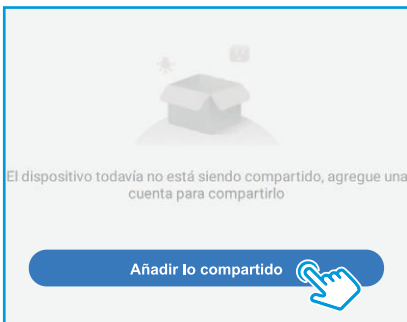 El dispositivo todavía no está siendo compartido, agregue una
cuenta para compartirlo
Añadir lo compartido